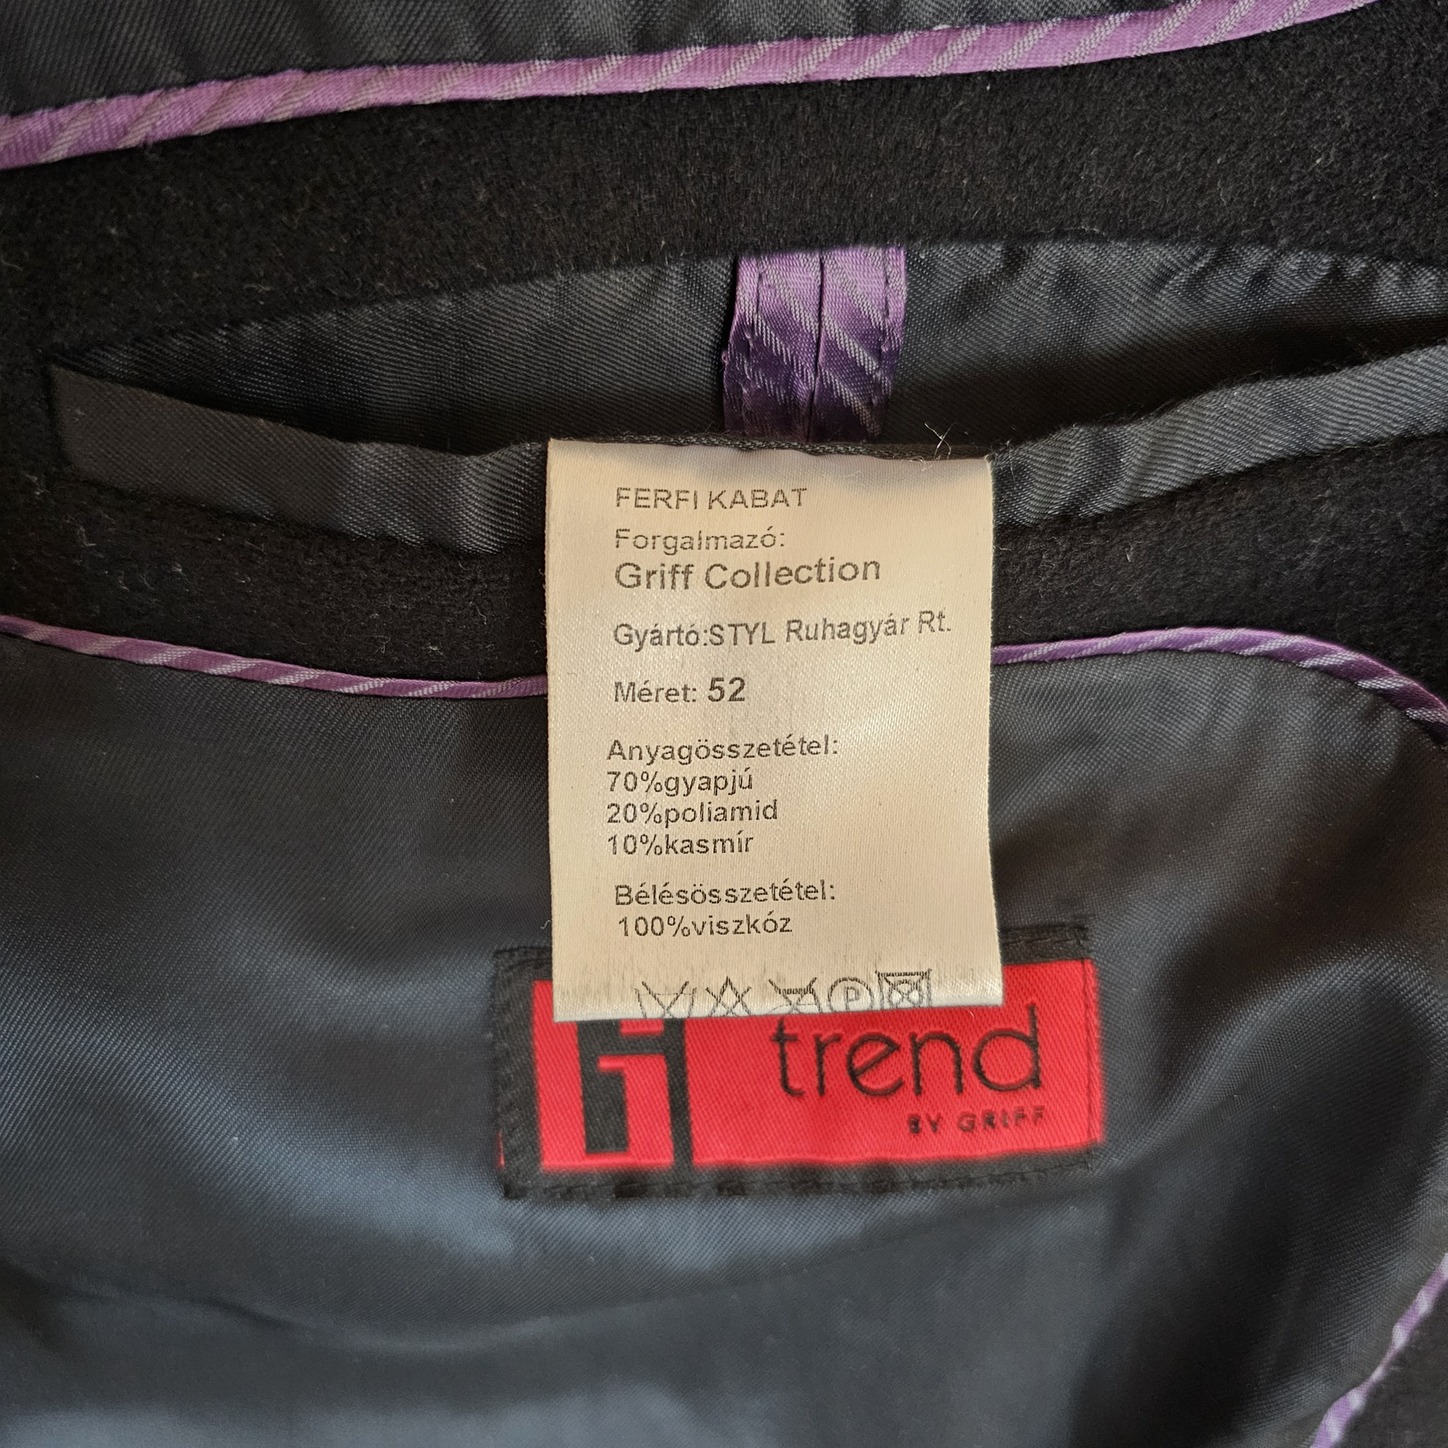 FERFI KABAT
Forgalmazó:
Griff Collection
Gyártó:STYL Ruhagyár Rt.
Méret: 52
Anyagösszetétel:
70%gyapjú
20%poliamid
10%kasmír
Bélésösszetétel:
100%viszkóz
P
trend
BY GRIFF